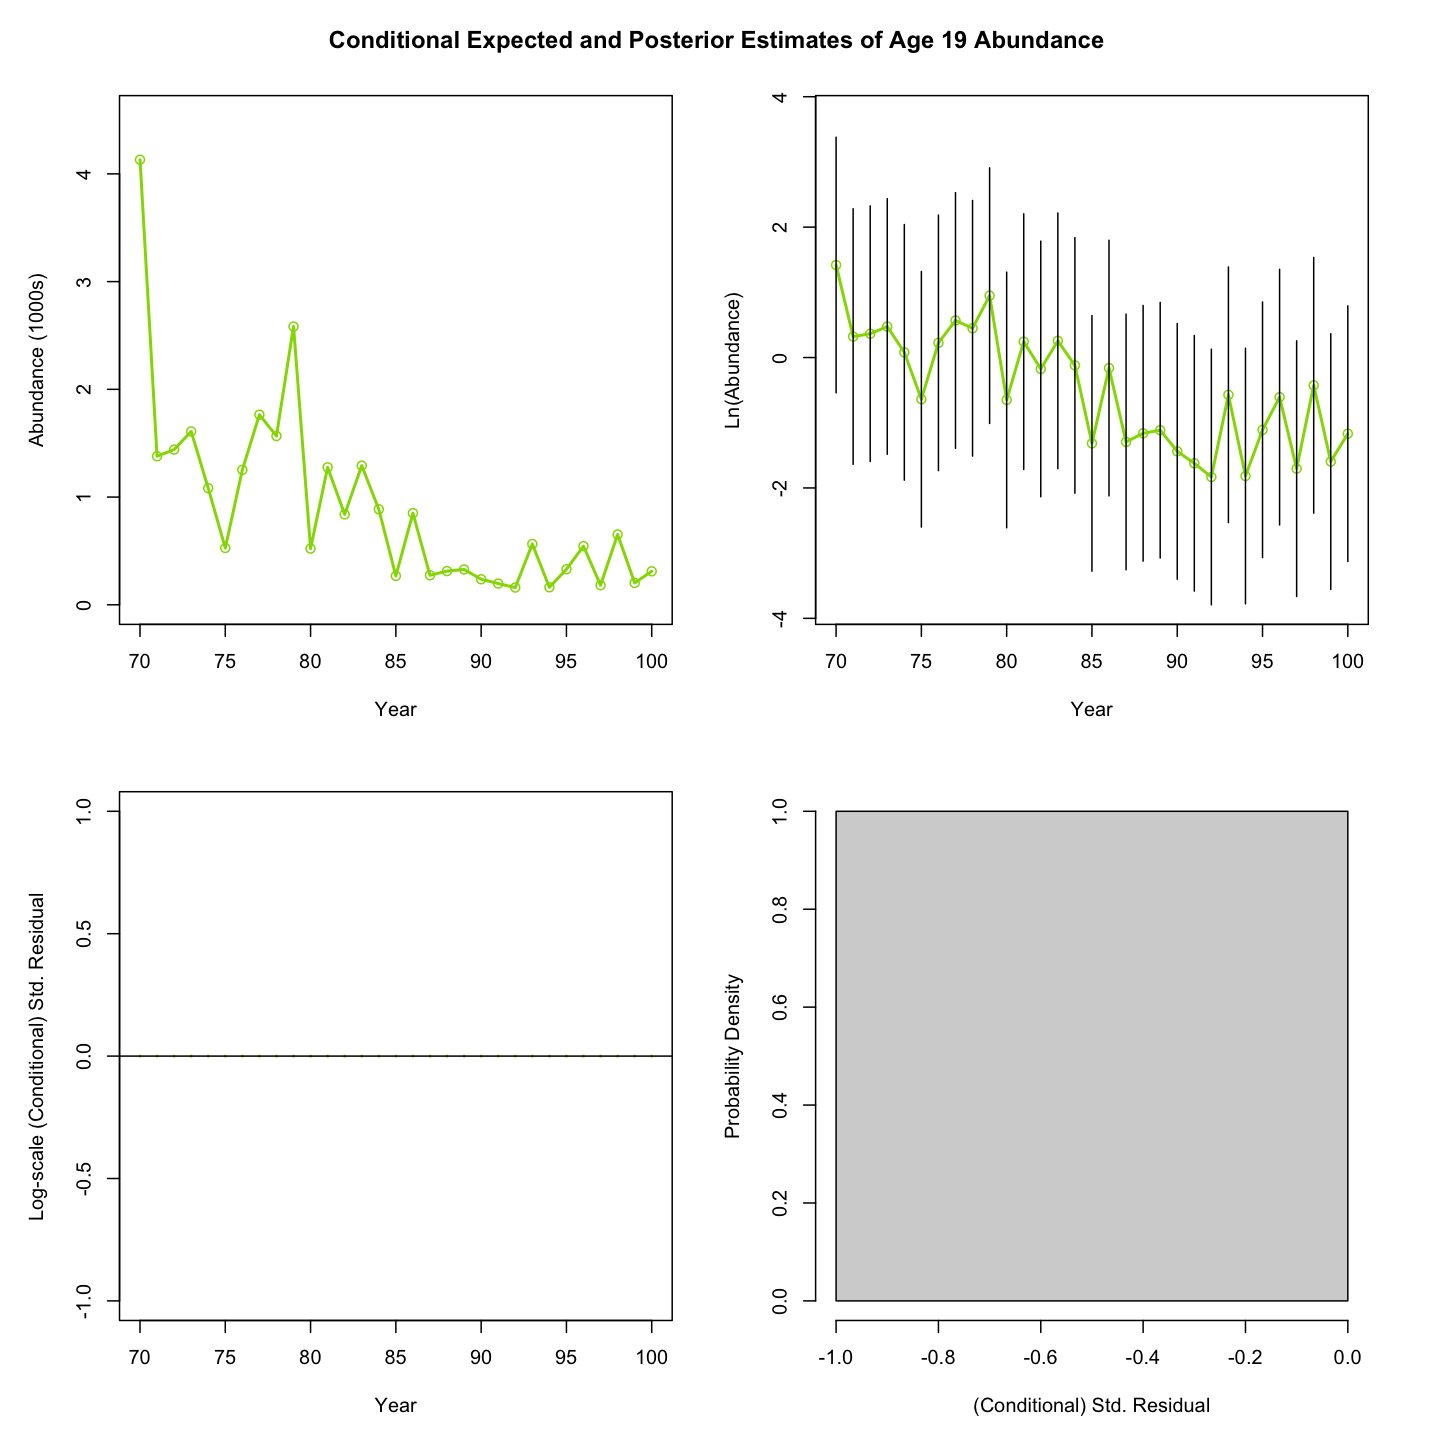 Conditional Expected and Posterior Estimates of Age 19 Abundance
Abundance (1000s)
4
3
2
1
0
70 75 80 85 90 95 100
Year
Ln(Abundance)
4
2
0
-2
-4
70 75 80 85 90 95 100
Year
Log-scale (Conditional) Std. Residual
1.0
0.5
0.0
-0.5
-1.0
70 75 80 85 90 95 100
Year
Probability Density
1.0
0.8
0.6
0.4
0.2
0.0
-1.0 -0.8 -0.6 -0.4 -0.2 0.0
(Conditional) Std. Residual